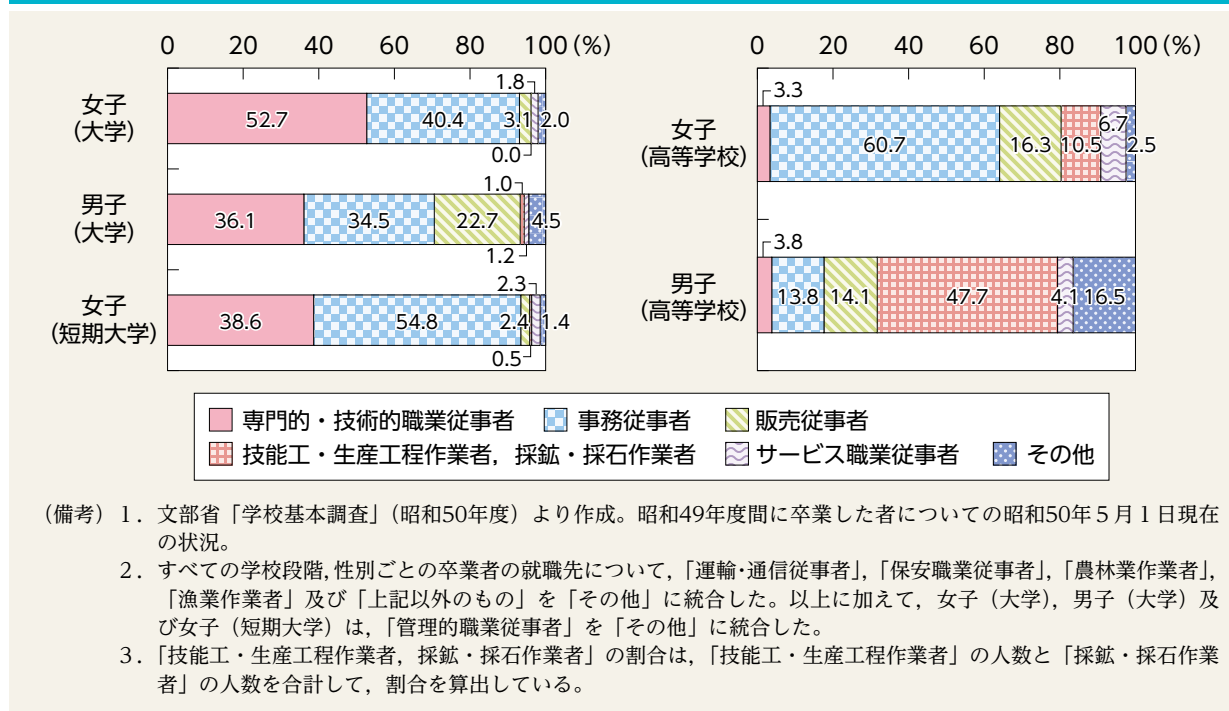 0 20 40 60 80 100(%)
女子
(大学)
52.7 40.4 3.1 1.8 2.0
0.0
男子
(大学)
36.1 34.5 22.7 1.0 4.5
1.2
女子
(短期大学)
38.6 54.8 2.4 2.3 1.4
0.5
0 20 40 60 80 100(%)
女子
(高等学校)
3.3
60.7 16.3 10.5 6.7 2.5
男子
(高等学校)
3.8
13.8 14.1 47.7 4.1 16.5
専門的・技術的職業従事者 事務従事者 販売従事者
技能工・生産工程作業者，採鉱・採石作業者 サービス職業従事者 その他
（備考）１．文部省「学校基本調査」（昭和50年度）より作成。昭和49年度間に卒業した者についての昭和50年５月１日現在
の状況。
２．すべての学校段階，性別ごとの卒業者の就職先について，「運輸・通信従事者」，「保安職業従事者」，「農林業作業者」，
「漁業作業者」及び「上記以外のもの」を「その他」に統合した。以上に加えて，女子（大学），男子（大学）及
び女子（短期大学）は，「管理的職業従事者」を「その他」に統合した。
３．「技能工・生産工程作業者，採鉱・採石作業者」の割合は，「技能工・生産工程作業者」の人数と「採鉱・採石作業
者」の人数を合計して，割合を算出している。